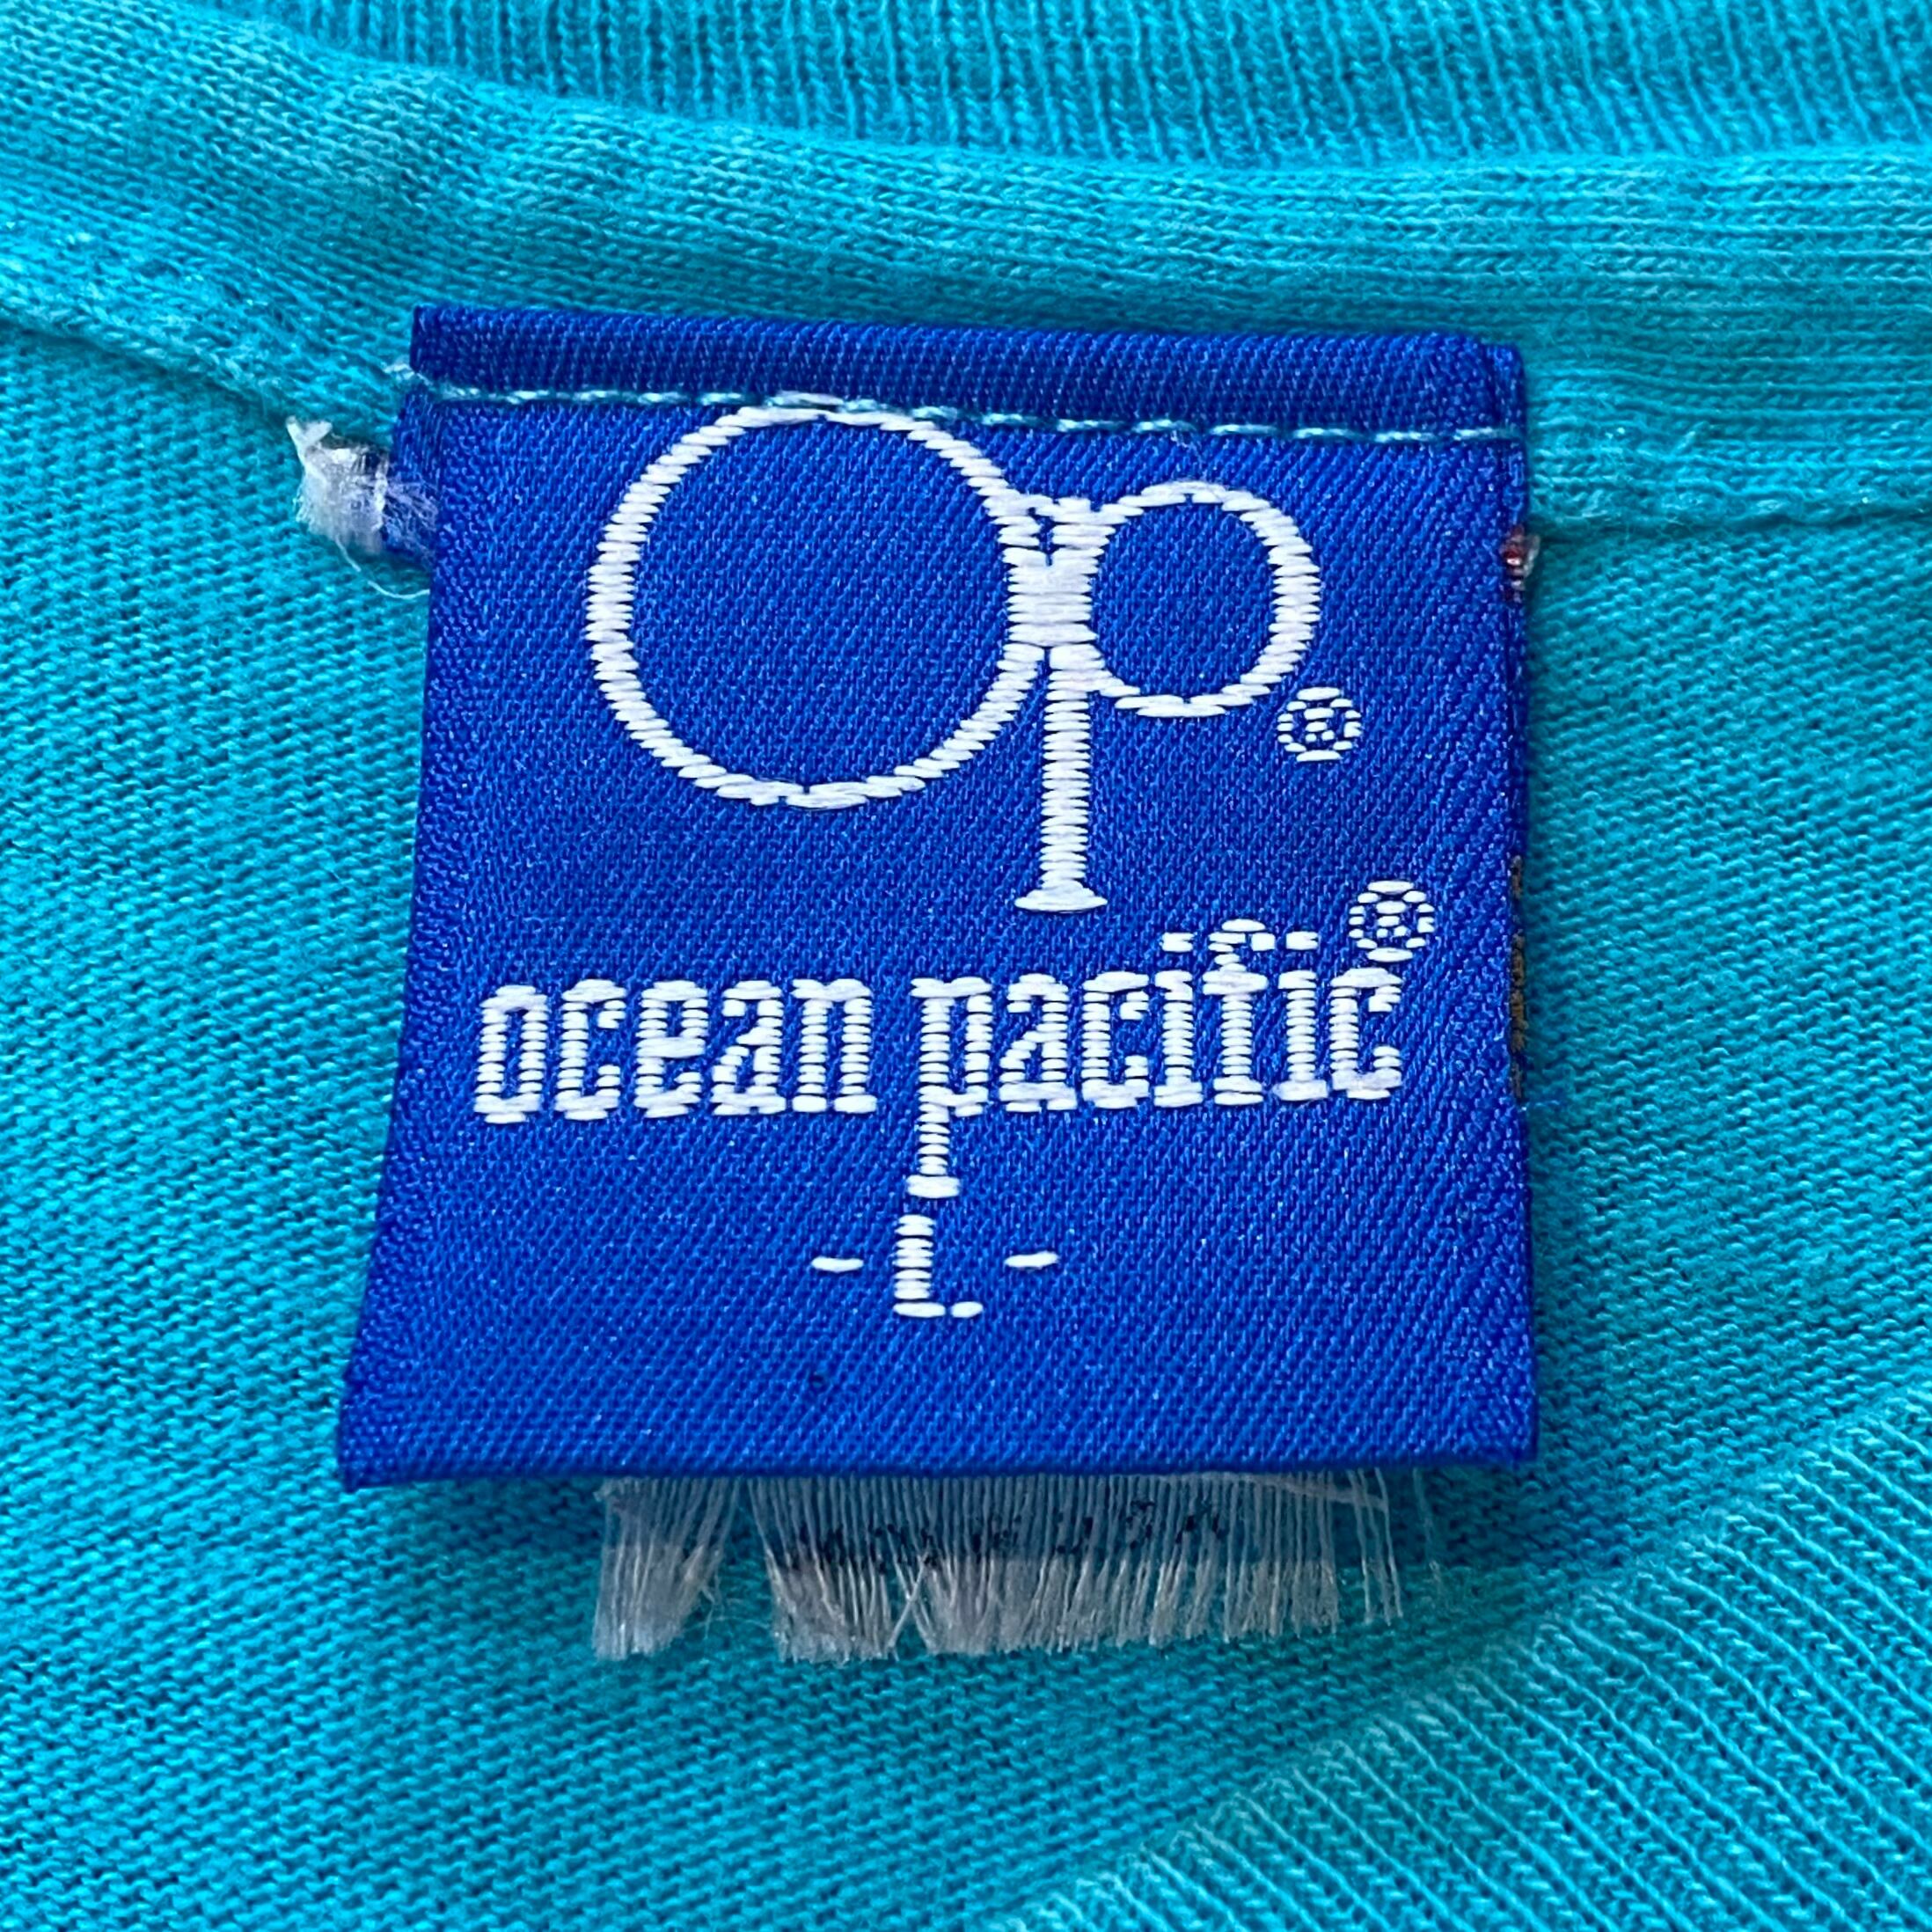 Op®
ocean pacific®
- L -